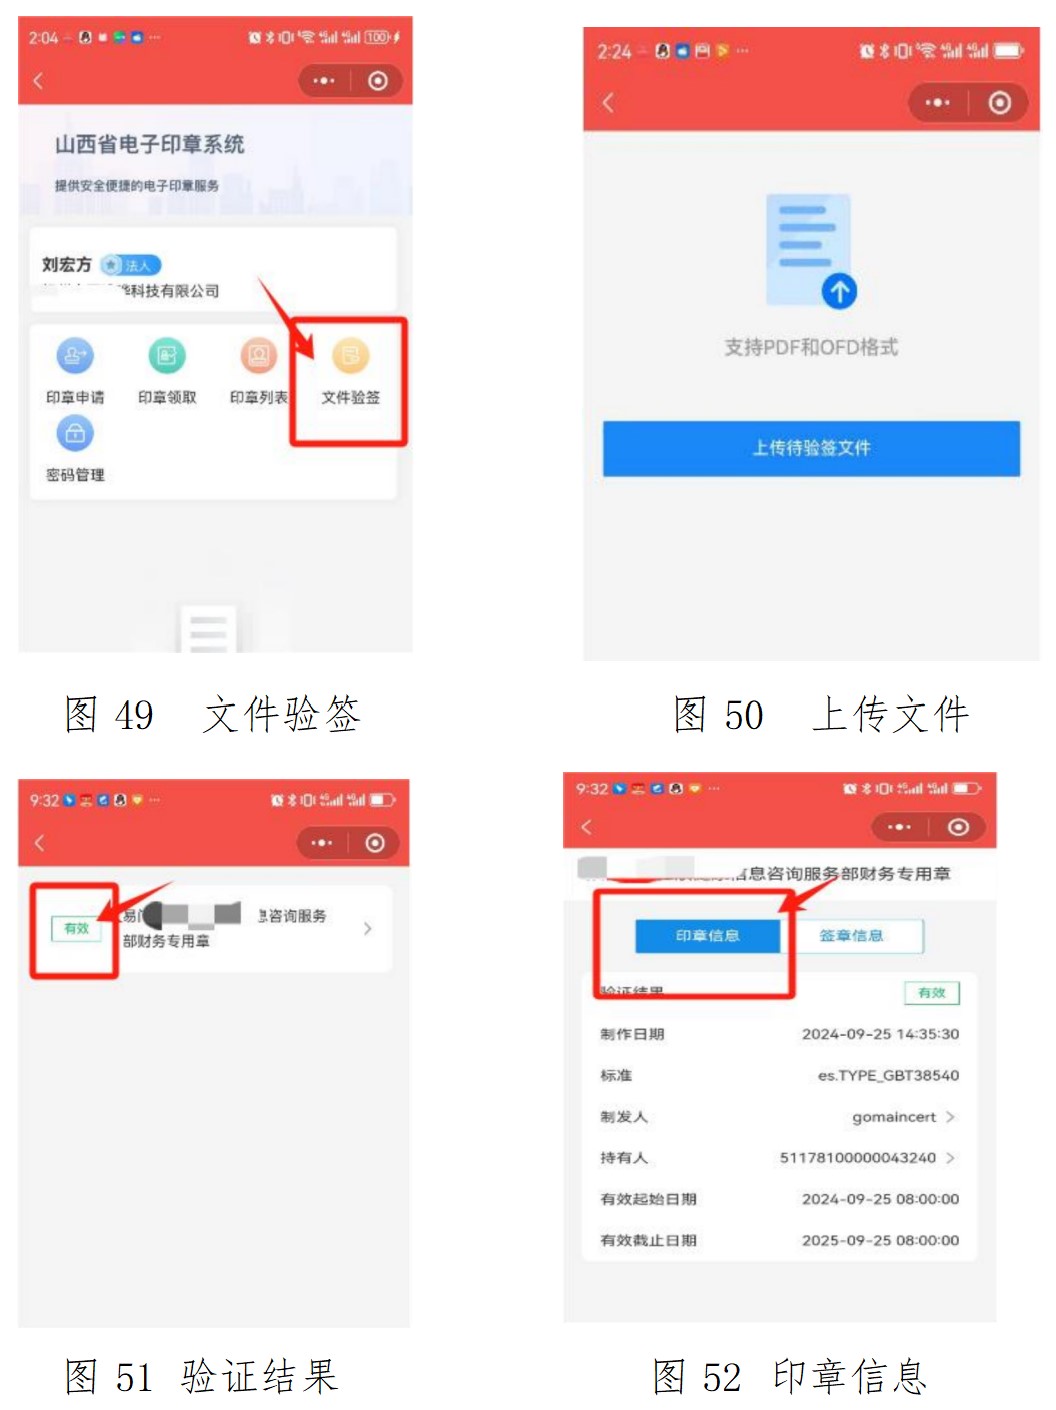 2:04
100
山西省电子印章系统
提供安全便捷的电子印章服务
刘宏方 法人
科技有限公司
印章申请 印章领取 印章列表 文件验签
密码管理
2:24
支持PDF和OFD格式
上传待验签文件
图 49 文件验签
图 50 上传文件
9:32
有效
息咨询服务
部财务专用章
9:32
信息咨询服务部财务专用章
印章信息 签章信息
验证结果 有效
制作日期 2024-09-25 14:35:30
标准 es.TYPE_GBT38540
制发人 gomaincert
持有人 51178100000043240
有效起始日期 2024-09-25 08:00:00
有效截止日期 2025-09-25 08:00:00
图 51 验证结果
图 52 印章信息